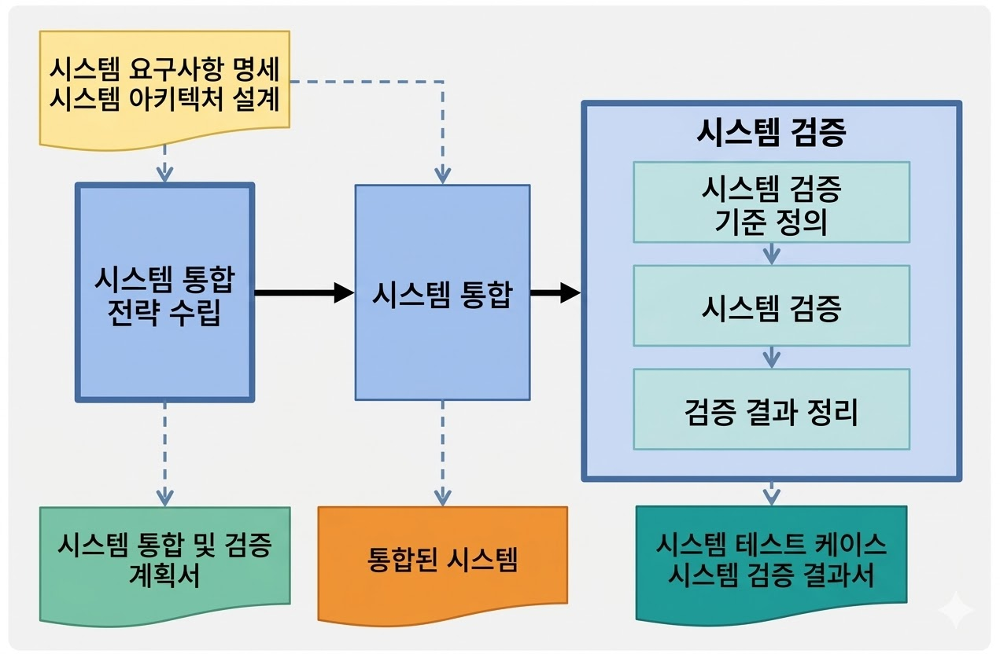 시스템 요구사항 명세
시스템 아키텍처 설계
시스템 통합
전략 수립
시스템 통합
시스템 검증
시스템 검증
기준 정의
시스템 검증
검증 결과 정리
시스템 통합 및 검증
계획서
통합된 시스템
시스템 테스트 케이스
시스템 검증 결과서